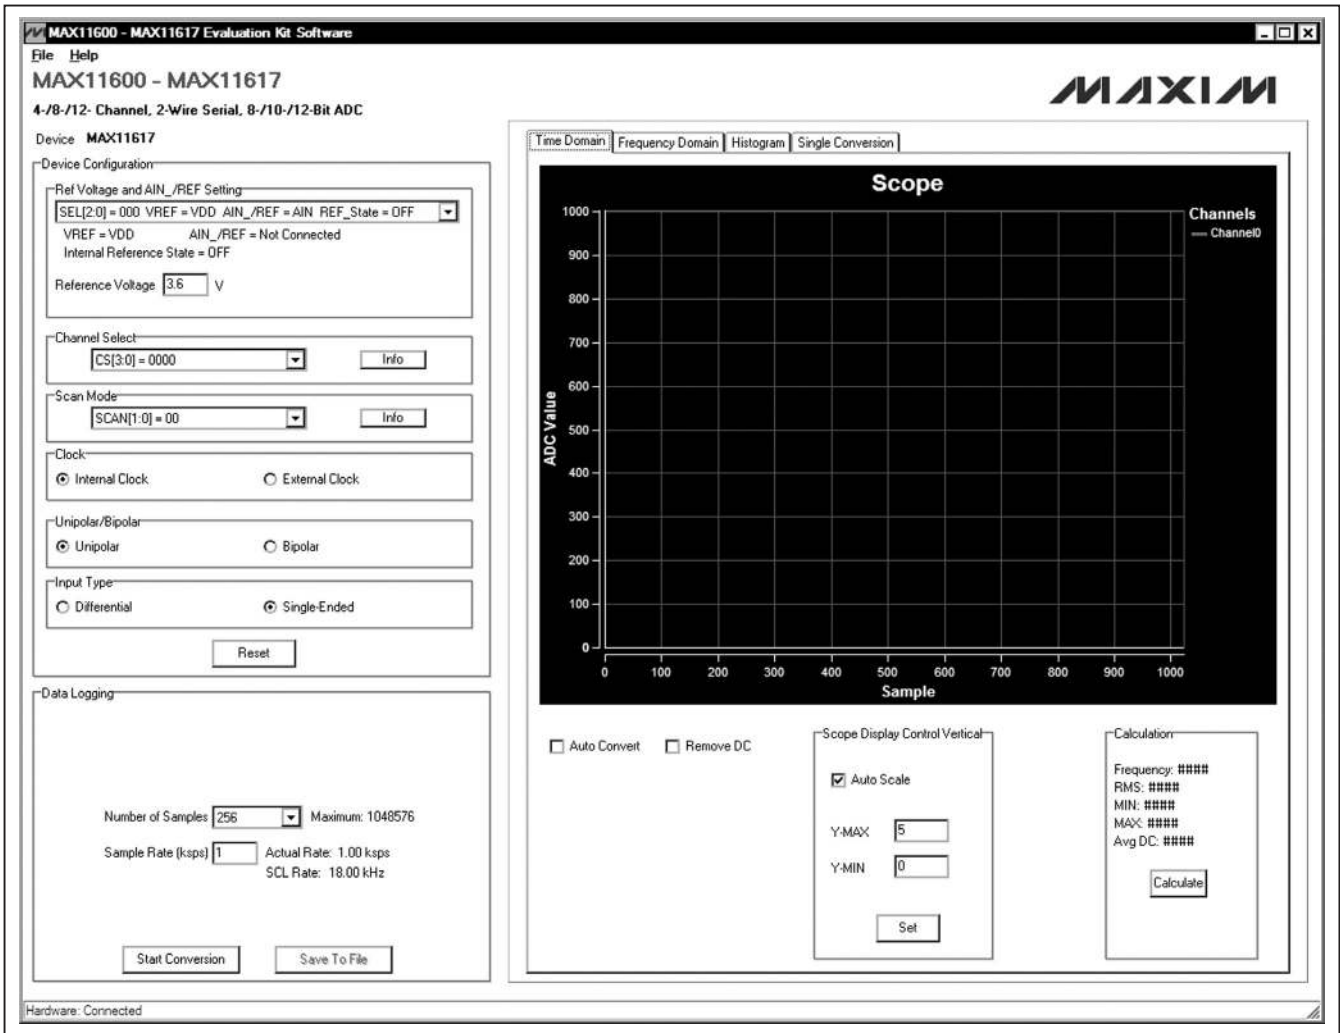 MAX11600 - MAX11617 Evaluation Kit Software
File Help
MAX11600 - MAX11617
MAXIM
4-/8-/12- Channel, 2-Wire Serial, 8-/10-/12-Bit ADC
Device MAX11617
Device Configuration
Ref Voltage and AIN_/REF Setting
SEL[2:0] = 000 VREF = VDD AIN_/REF = AIN REF_State = OFF
VREF = VDD AIN_/REF = Not Connected
Internal Reference State = OFF
Reference Voltage 3.6 V
Channel Select
CS[3:0] = 0000 Info
Scan Mode
SCAN[1:0] = 00 Info
Clock
Internal Clock External Clock
Unipolar/Bipolar
Unipolar Bipolar
Input Type
Differential Single-Ended
Reset
Data Logging
Number of Samples 256 Maximum: 1048576
Sample Rate (ksps) 1 Actual Rate: 1.00 ksps
SCL Rate: 18.00 kHz
Start Conversion Save To File
Time Domain Frequency Domain Histogram Single Conversion
Scope
Channels
Channel0
ADC Value
1000
900
800
700
600
500
400
300
200
100
0
0 100 200 300 400 500 600 700 800 900 1000
Sample
Auto Convert Remove DC
Scope Display Control Vertical
Auto Scale
Y-MAX 5
Y-MIN 0
Set
Calculation
Frequency: ####
RMS: ####
MIN: ####
MAX: ####
Avg DC: ####
Calculate
Hardware: Connected